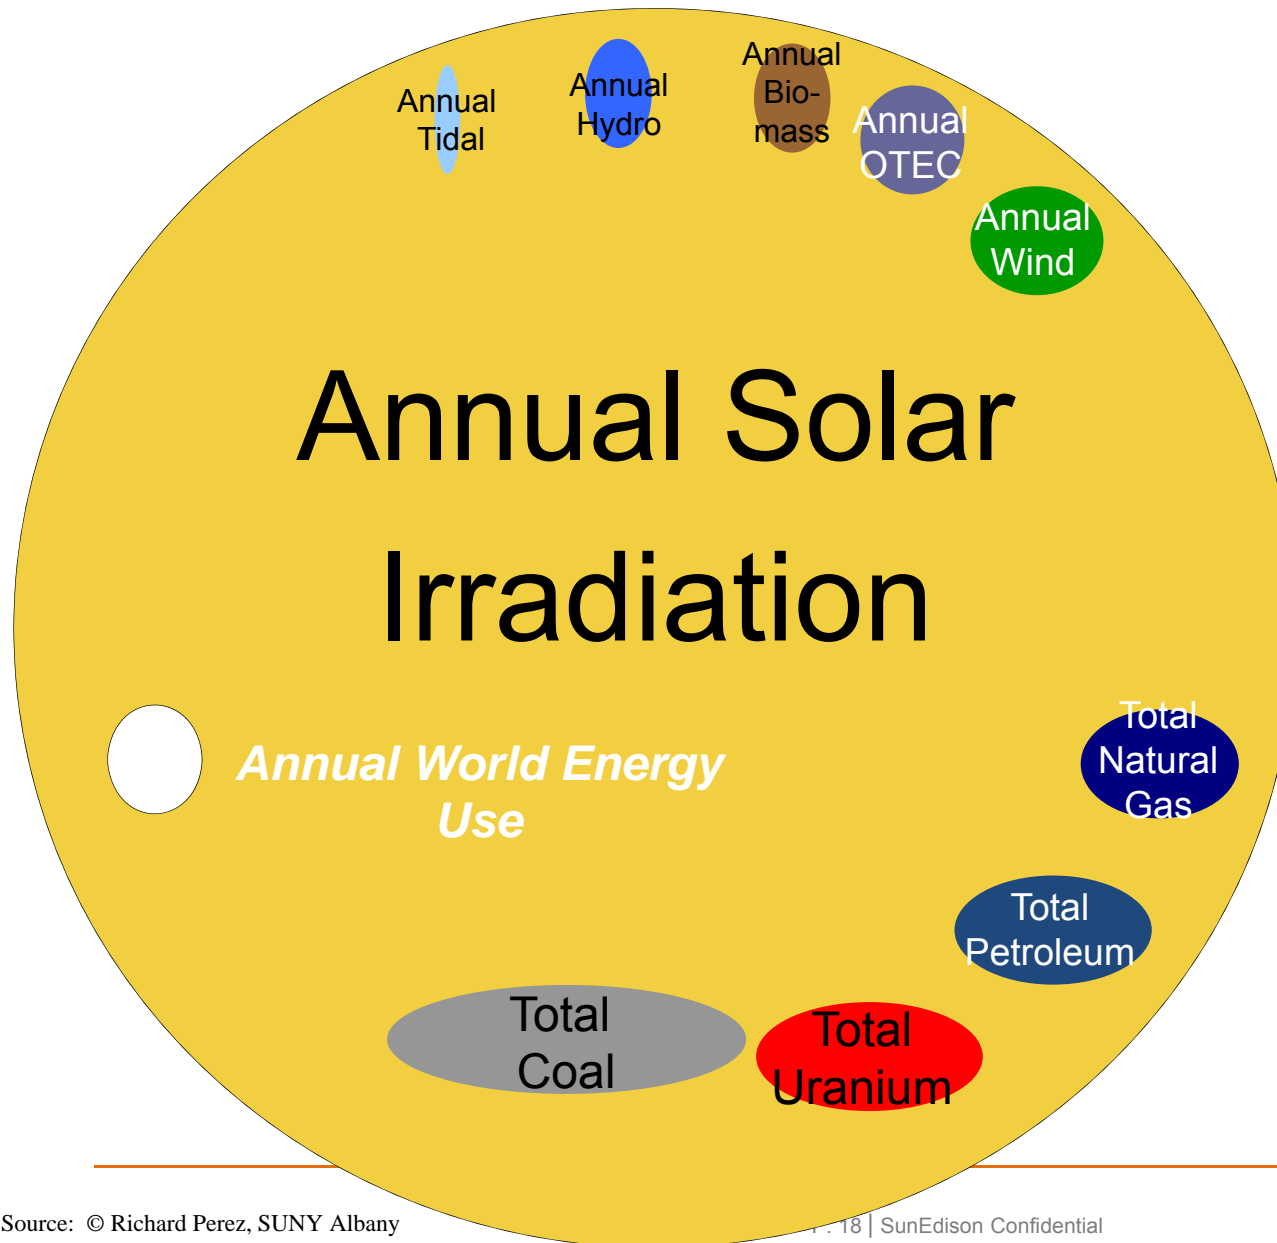 Annual
Tidal
Annual
Hydro
Annual
Bio-
mass
Annual
OTEC
Annual
Wind
Annual Solar
Irradiation
Annual World Energy
Use
Total
Natural
Gas
Total
Petroleum
Total
Coal
Total
Uranium
Source: © Richard Perez, SUNY Albany
18 | SunEdison Confidential